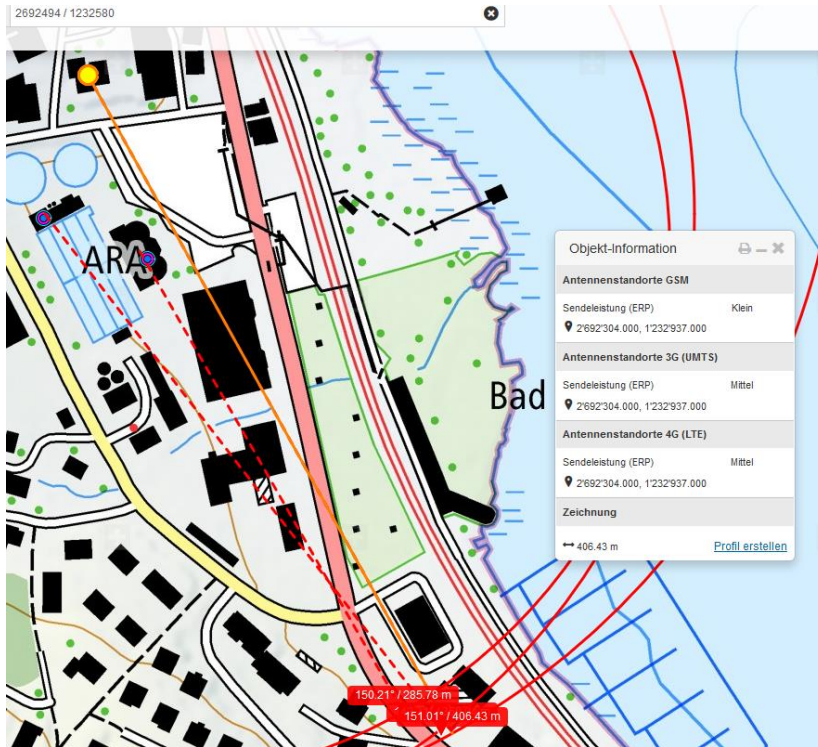 2692494 / 1232580
ARA
Bad
Objekt-Information
Antennenstandorte GSM
Sendeleistung (ERP) Klein
2'692'304.000, 1'232'937.000
Antennenstandorte 3G (UMTS)
Sendeleistung (ERP) Mittel
2'692'304.000, 1'232'937.000
Antennenstandorte 4G (LTE)
Sendeleistung (ERP) Mittel
2'692'304.000, 1'232'937.000
Zeichnung
406.43 m Profil erstellen
150.21° / 285.78 m
151.01° / 406.43 m